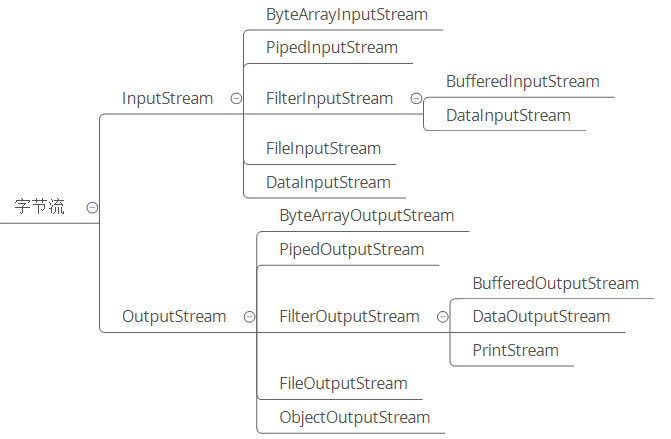 字节流
InputStream
ByteArrayInputStream
PipedInputStream
FilterInputStream
BufferedInputStream
DataInputStream
FileInputStream
DataInputStream
OutputStream
ByteArrayOutputStream
PipedOutputStream
FilterOutputStream
BufferedOutputStream
DataOutputStream
PrintStream
FileOutputStream
ObjectOutputStream